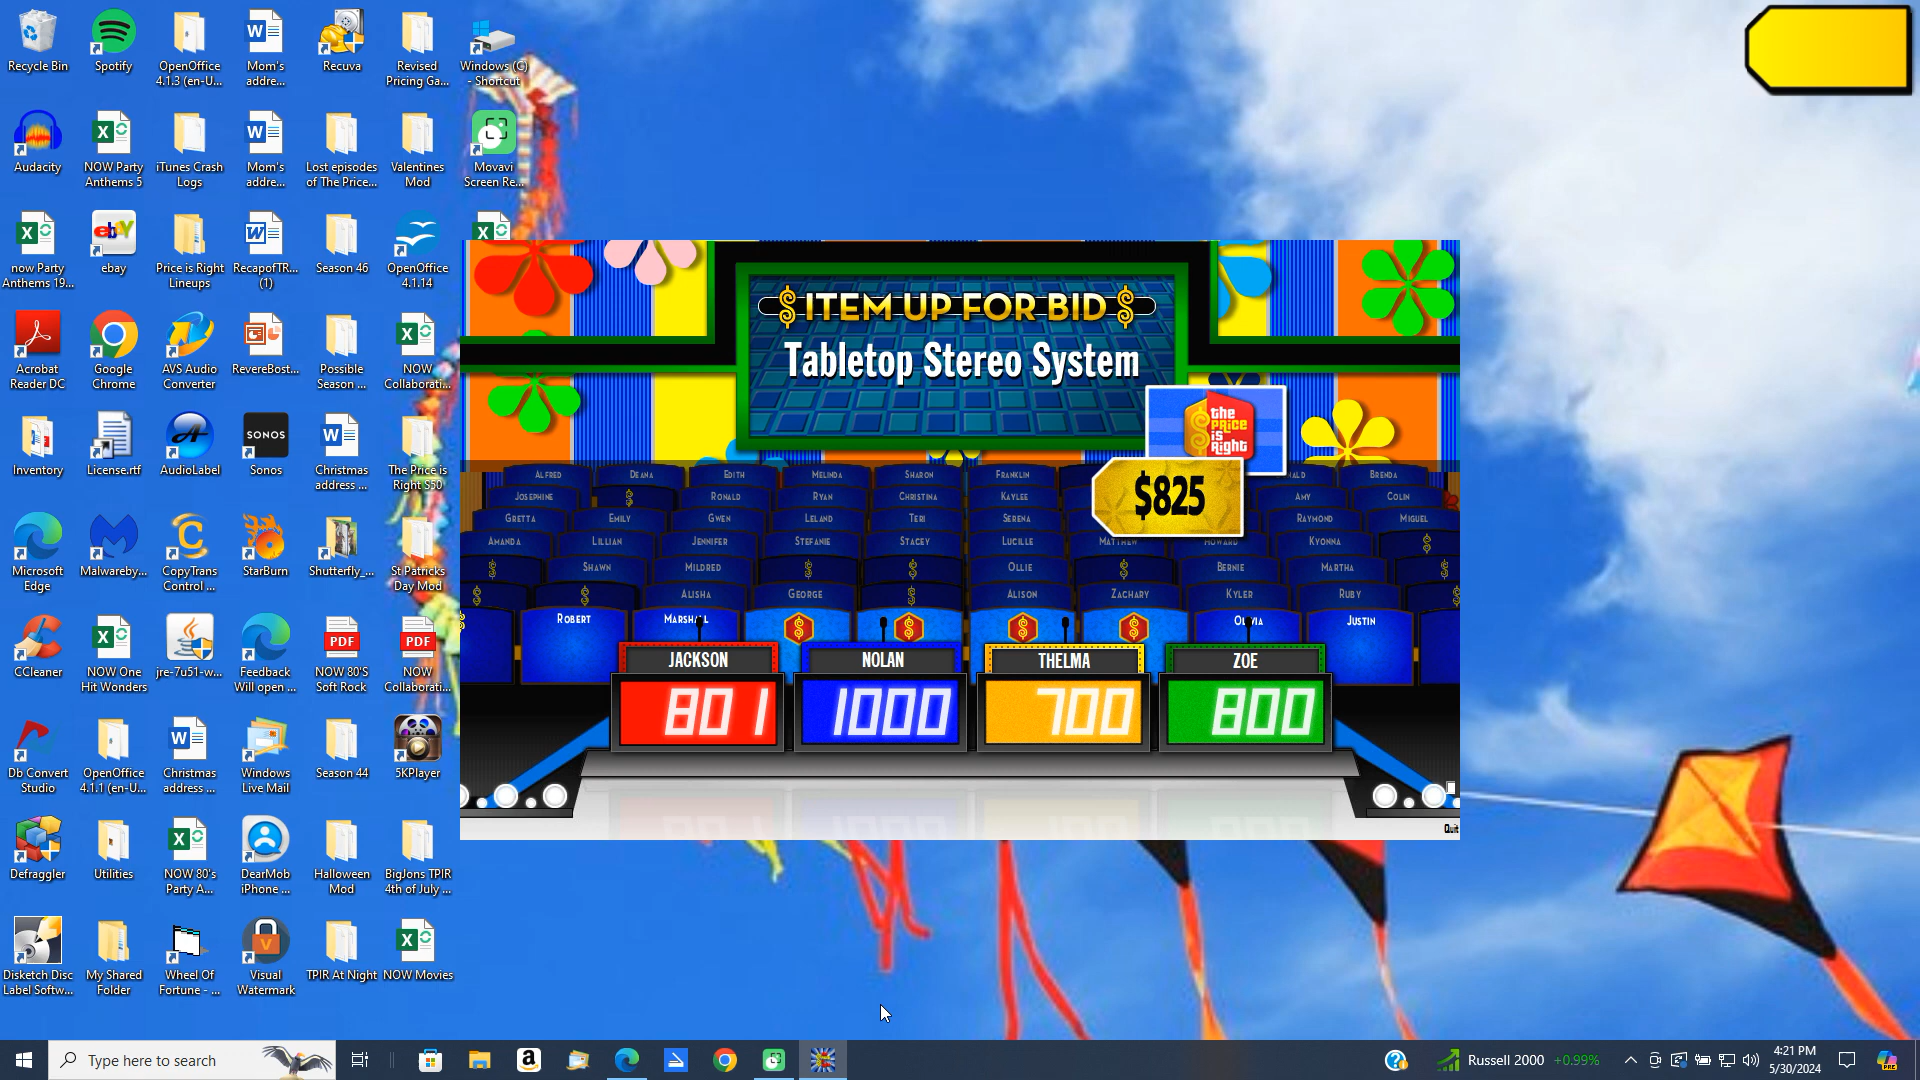 Recycle Bin
Spotify
OpenOffice
4.1.3 (en-U...
Mom's
addre...
Recuva
Revised
Pricing Ga...
Windows (C)
- Shortcut
Audacity
NOW Party
Anthems 5
iTunes Crash
Logs
Mom's
addre...
Lost episodes
of The Price...
Valentines
Mod
Movavi
Screen Re...
now Party
Anthems 19...
ebay
Price is Right
Lineups
RecapofTR...
(1)
Season 46
OpenOffice
4.1.14
Acrobat
Reader DC
Google
Chrome
AVS Audio
Converter
RevereBost...
Possible
Season ...
NOW
Collaborati...
Inventory
License.rtf
AudioLabel
SONOS
Sonos
Christmas
address ...
The Price is
Right S50
Microsoft
Edge
Malwareby...
CopyTrans
Control ...
StarBurn
Shutterfly_...
St Patricks
Day Mod
CCleaner
NOW One
Hit Wonders
jre-7u51-w...
Feedback
Will open ...
PDF
NOW 80'S
Soft Rock
PDF
NOW
Collaborati...
Db Convert
Studio
OpenOffice
4.1.1 (en-U...
Christmas
address ...
Windows
Live Mail
Season 44
5KPlayer
Defraggler
Utilities
NOW 80's
Party A...
DearMob
iPhone ...
Halloween
Mod
BigJons TPIR
4th of July ...
Disketch Disc
Label Softw...
My Shared
Folder
Wheel Of
Fortune - ...
Visual
Watermark
TPIR At Night
NOW Movies
$ITEM UP FOR BID$
Tabletop Stereo System
the
PRiCE
is
Right
$825
ALFRED DEANA EDITH MELINDA SHARON FRANKLIN BRENDA
JOSEPHINE RONALD RYAN CHRISTINA KAYLEE AMY COLIN
GRETTA EMILY GWEN LELAND TERI SERENA RAYMOND MIGUEL
AMANDA LILLIAN JENNIFER STEFANIE STACEY LUCILLE MATTHEW HOWARD KYONNA
SHAWN MILDRED OLLIE BERNIE MARTHA
ALISHA GEORGE ALISON ZACHARY KYLER RUBY
ROBERT MARSHALL OLIVIA JUSTIN
JACKSON NOLAN THELMA ZOE
801 1000 700 800
Quit
Type here to search
Russell 2000 +0.99%
4:21 PM
5/30/2024